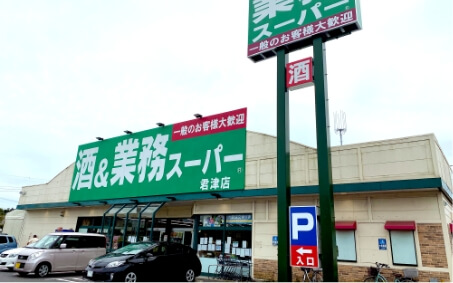 業務
スーパー
一般のお客様大歓迎
酒
一般のお客様大歓迎
酒&業務スーパー
君津店
P
入口